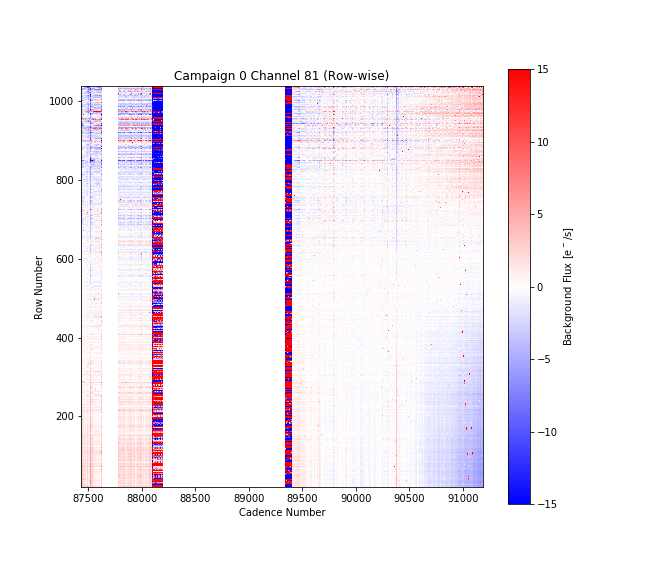 Campaign 0 Channel 81 (Row-wise)
1000
800
600
400
200
Row Number
87500 88000 88500 89000 89500 90000 90500 91000
Cadence Number
15
10
5
0
−5
−10
−15
Background Flux [e⁻/s]